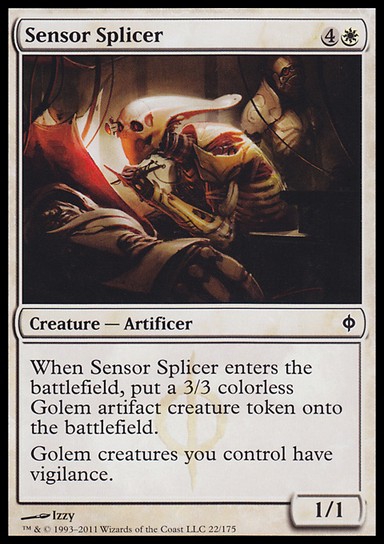 Sensor Splicer 4
Creature — Artificer
When Sensor Splicer enters the
battlefield, put a 3/3 colorless
Golem artifact creature token onto
the battlefield.
Golem creatures you control have
vigilance.
Izzy
1/1
™ & © 1993–2011 Wizards of the Coast LLC 22/175